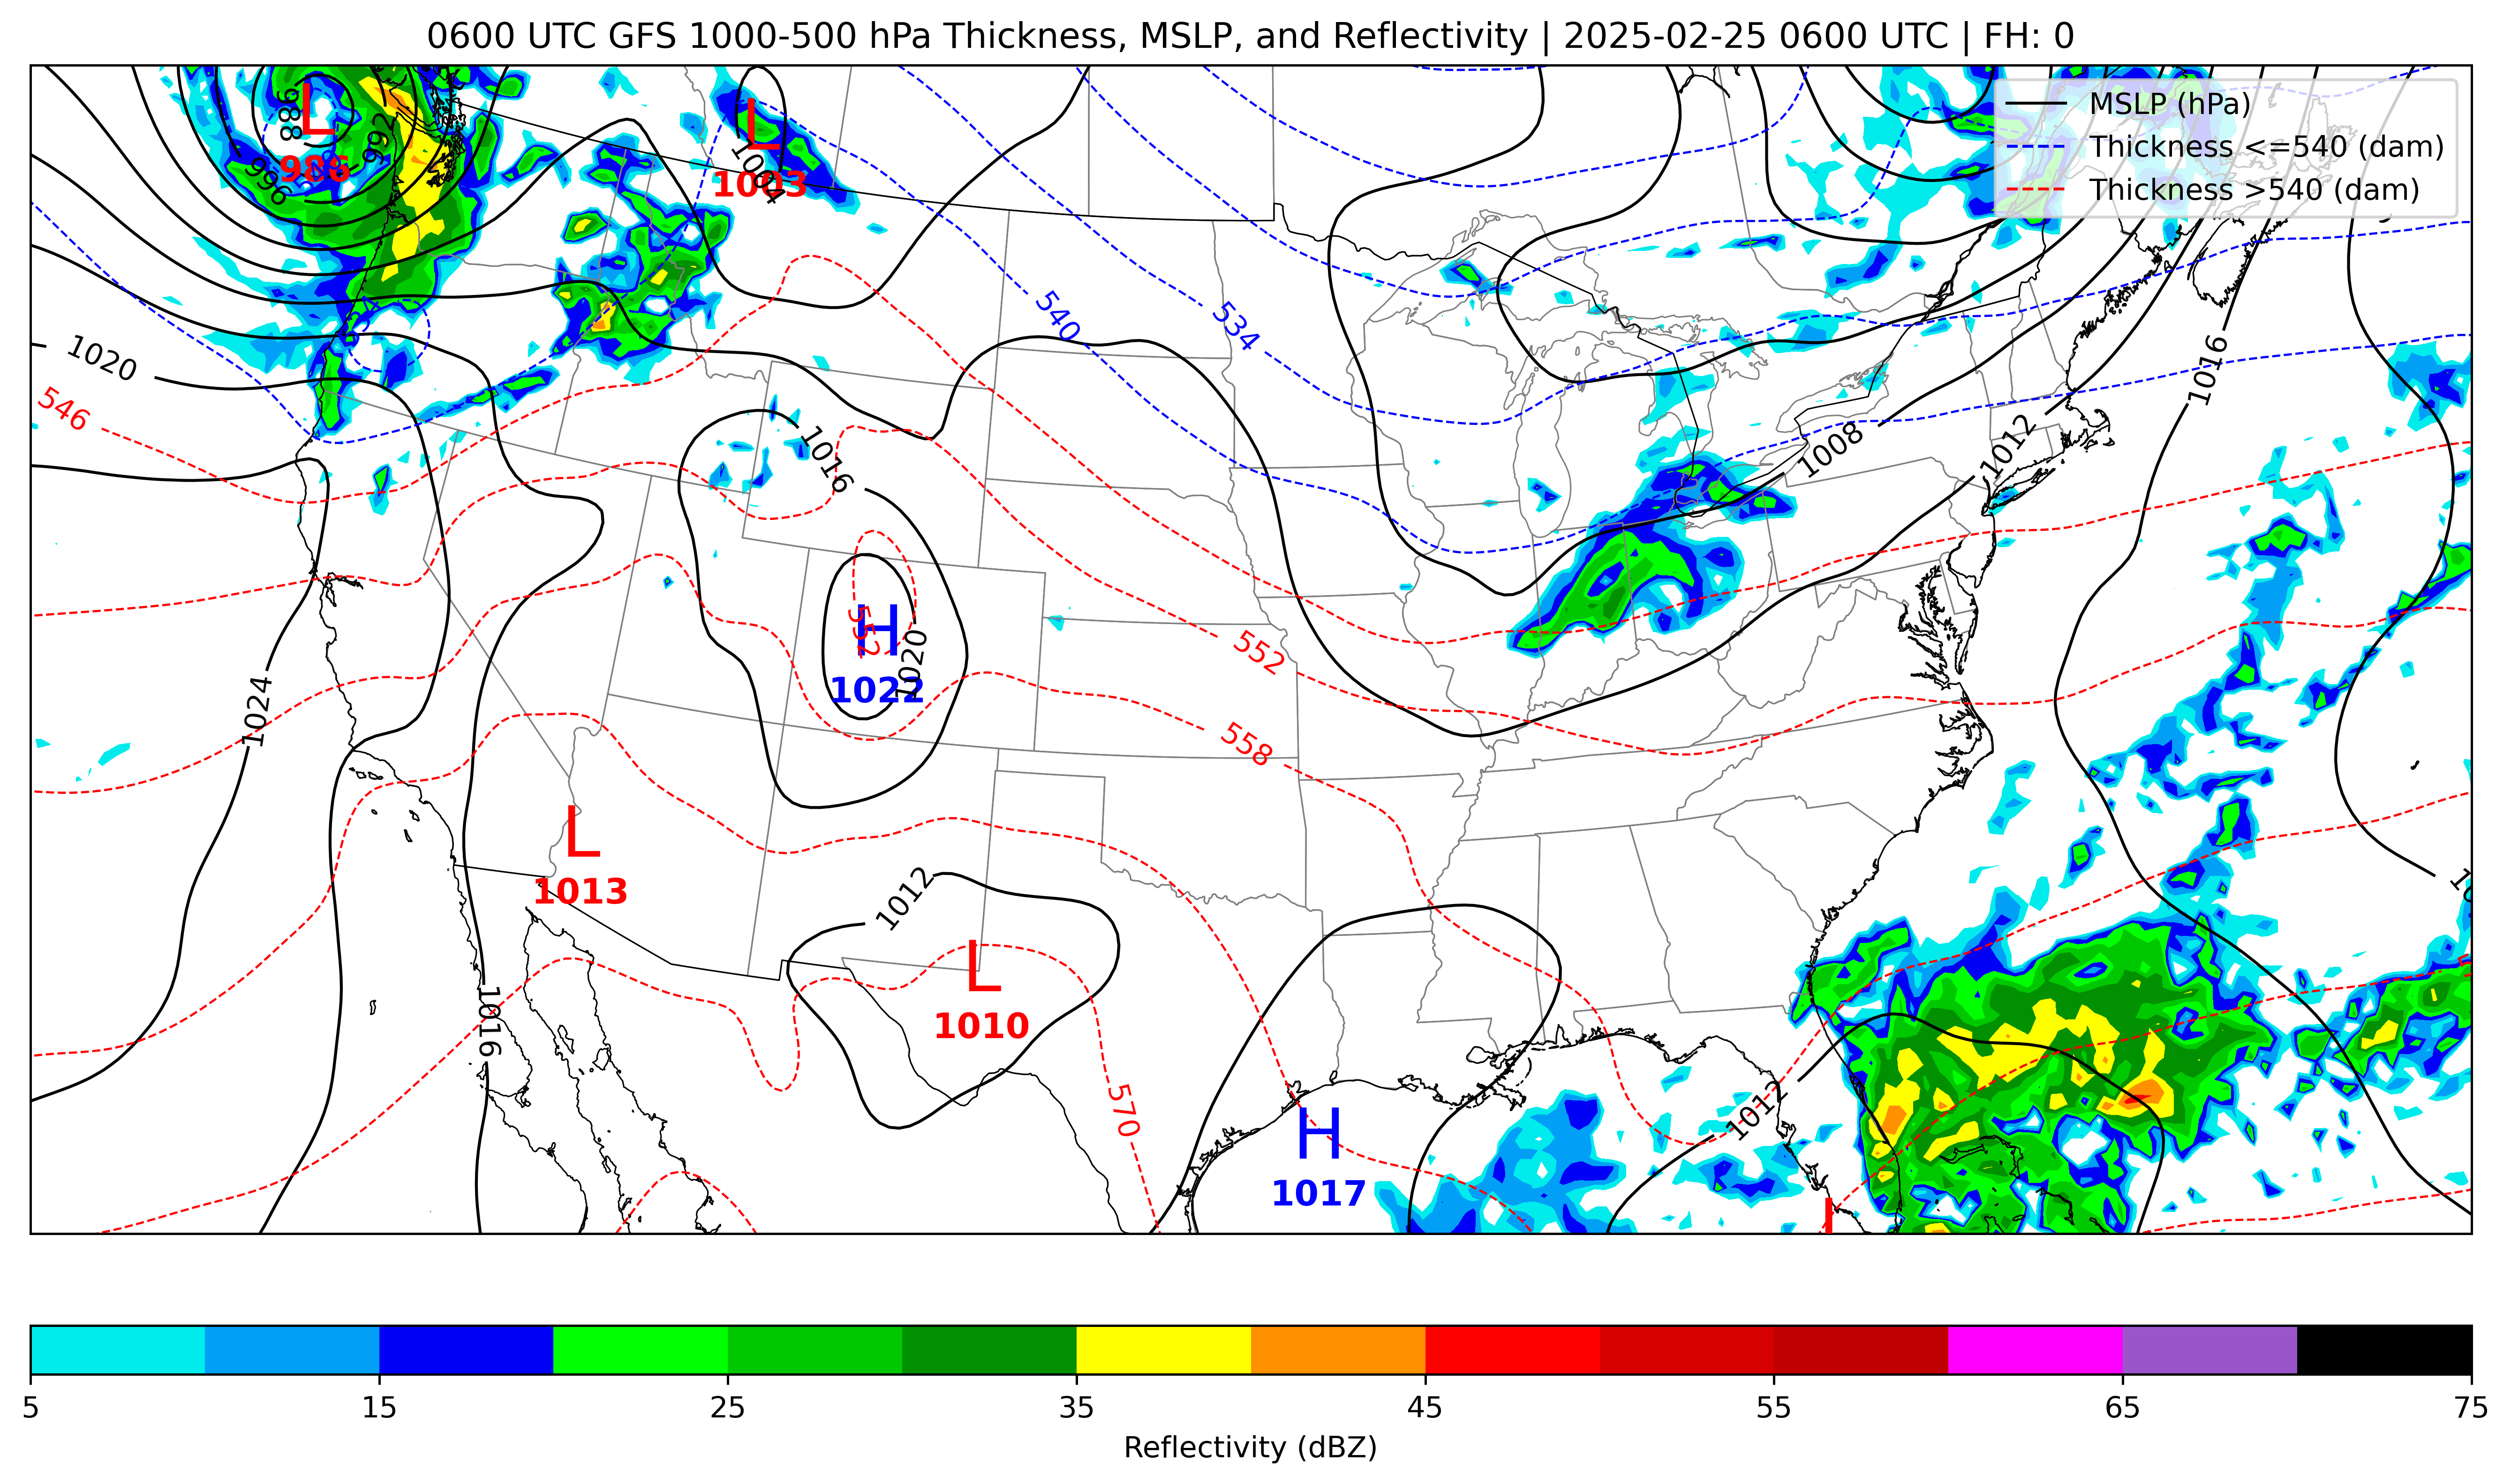 0600 UTC GFS 1000-500 hPa Thickness, MSLP, and Reflectivity | 2025-02-25 0600 UTC | FH: 0
MSLP (hPa)
Thickness <=540 (dam)
Thickness >540 (dam)
L
986
988
992
996
L
1003
1004
1020
546
540
534
1016
1016
1008
1012
H
1022
552
1020
552
558
1024
L
1013
1012
L
1010
1016
570
H
1017
1012
L
5
15
25
35
45
55
65
75
Reflectivity (dBZ)